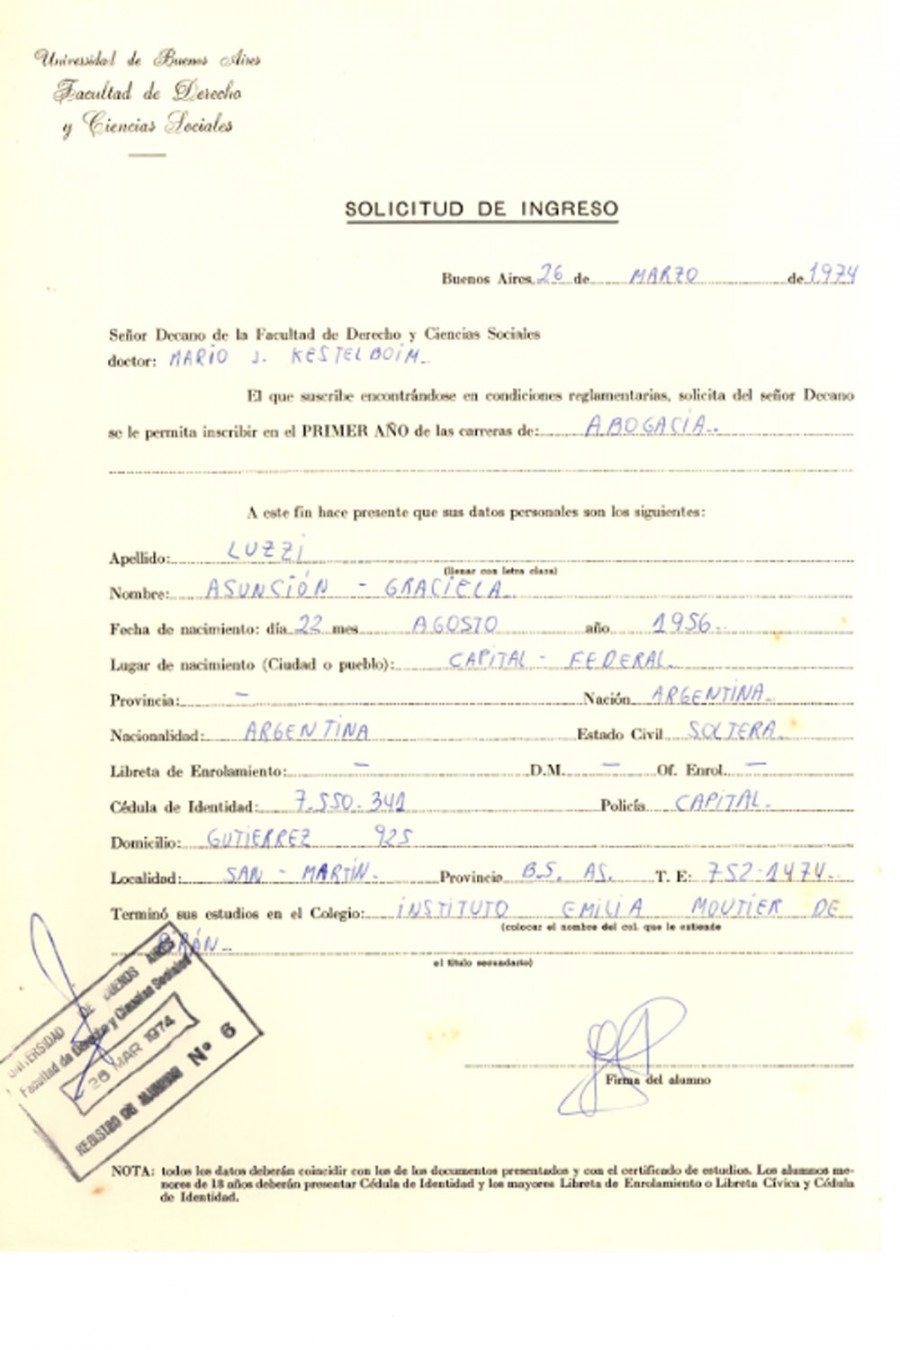 Universidad de Buenos Aires
Facultad de Derecho
y Ciencias Sociales
SOLICITUD DE INGRESO
Buenos Aires, 26 de MARZO de 1974
Señor Decano de la Facultad de Derecho y Ciencias Sociales
doctor: MARIO J. KESTELBOIM.
El que suscribe encontrándose en condiciones reglamentarias, solicita del señor Decano
se le permita inscribir en el PRIMER AÑO de las carreras de: ABOGACÍA.
A este fin hace presente que sus datos personales son los siguientes:
Apellido: LUZZI
(llenar con letra clara)
Nombre: ASUNCIÓN - GRACIELA
Fecha de nacimiento: día 22 mes AGOSTO año 1956.
Lugar de nacimiento (Ciudad o pueblo): CAPITAL - FEDERAL.
Provincia: — Nación ARGENTINA.
Nacionalidad: ARGENTINA Estado Civil SOLTERA.
Libreta de Enrolamiento: — D.M. — Of. Enrol. —
Cédula de Identidad: 7.550.341 Policía CAPITAL.
Domicilio: GUTIERREZ 925
Localidad: SAN - MARTÍN. Provincia B.S. AS. T. E: 752-1474.
Terminó sus estudios en el Colegio: INSTITUTO EMILIA MOUTIER DE
(colocar el nombre del col. que le extiende
PIRÁN.
el título secundario)
UNIVERSIDAD DE BUENOS AIRES
Facultad de Derecho y Ciencias Sociales
26 MAR 1974
REGISTRO DE ALUMNOS Nº 6
Firma del alumno
NOTA: todos los datos deberán coincidir con los de los documentos presentados y con el certificado de estudios. Los alumnos me-
nores de 18 años deberán presentar Cédula de Identidad y los mayores Libreta de Enrolamiento o Libreta Cívica y Cédula
de Identidad.